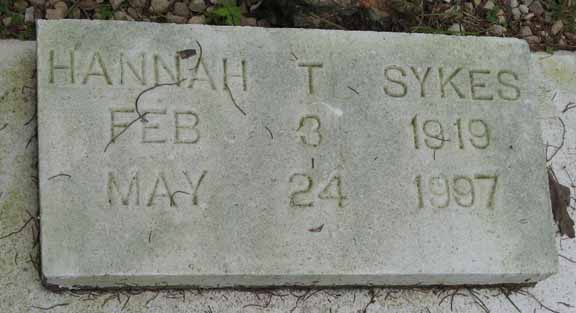 HANNAH T SYKES
FEB 3 1919
-
MAY 24 1997